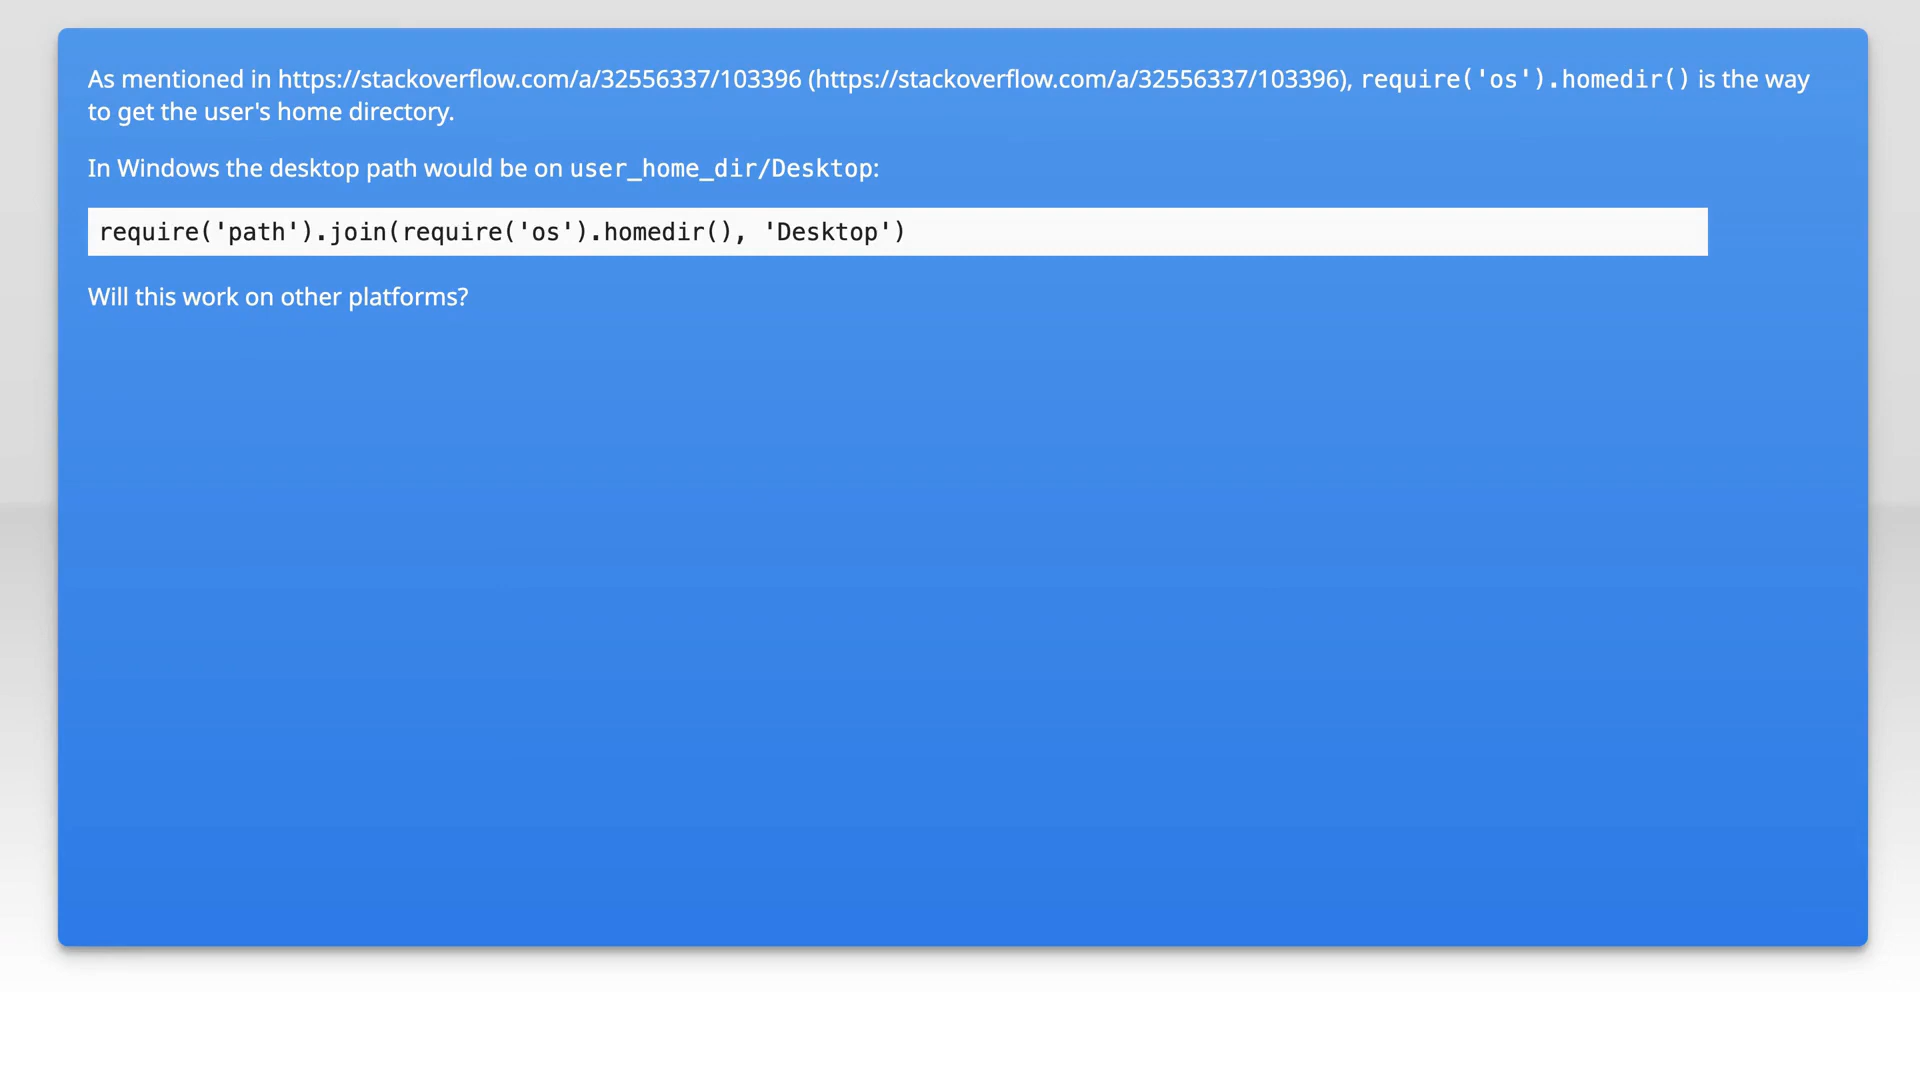 As mentioned in https://stackoverflow.com/a/32556337/103396 (https://stackoverflow.com/a/32556337/103396), require('os').homedir() is the way
to get the user's home directory.
In Windows the desktop path would be on user_home_dir/Desktop:
require('path').join(require('os').homedir(), 'Desktop')
Will this work on other platforms?